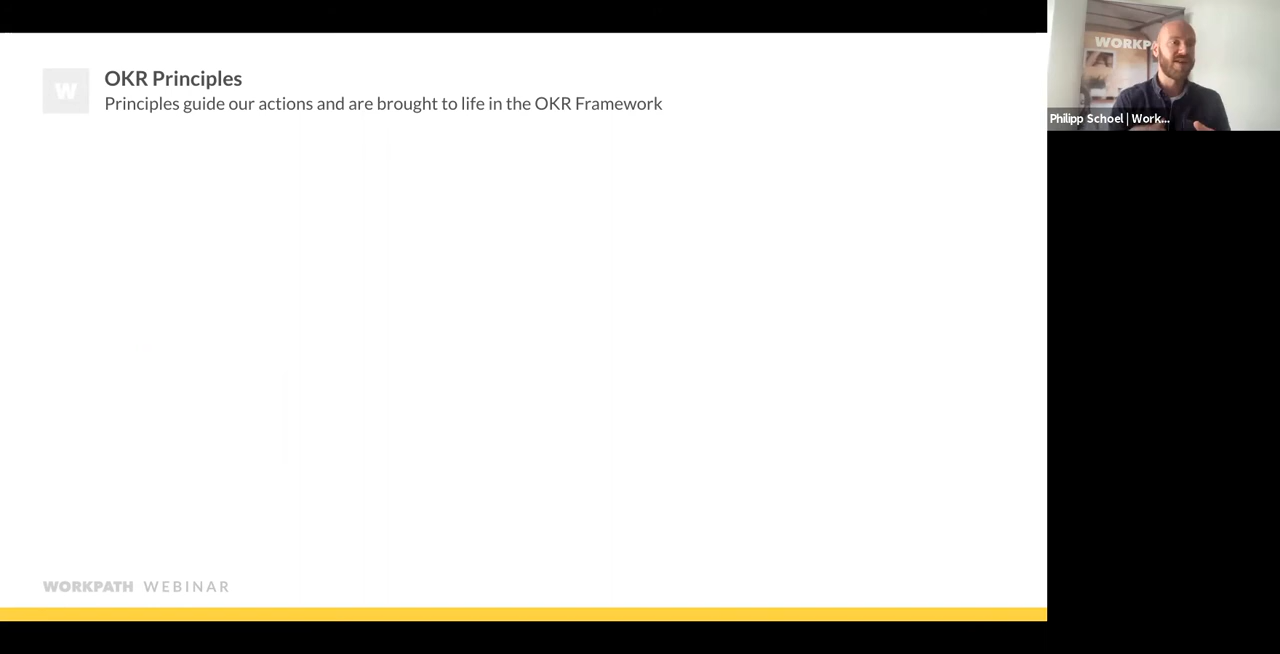 W
OKR Principles
Principles guide our actions and are brought to life in the OKR Framework
WORKP
Philipp Schoel | Work...
WORKPATH WEBINAR